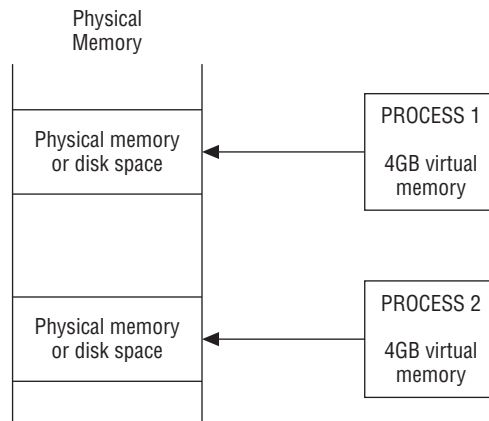 Physical
Memory
Physical memory
or disk space
PROCESS 1
4GB virtual
memory
Physical memory
or disk space
PROCESS 2
4GB virtual
memory